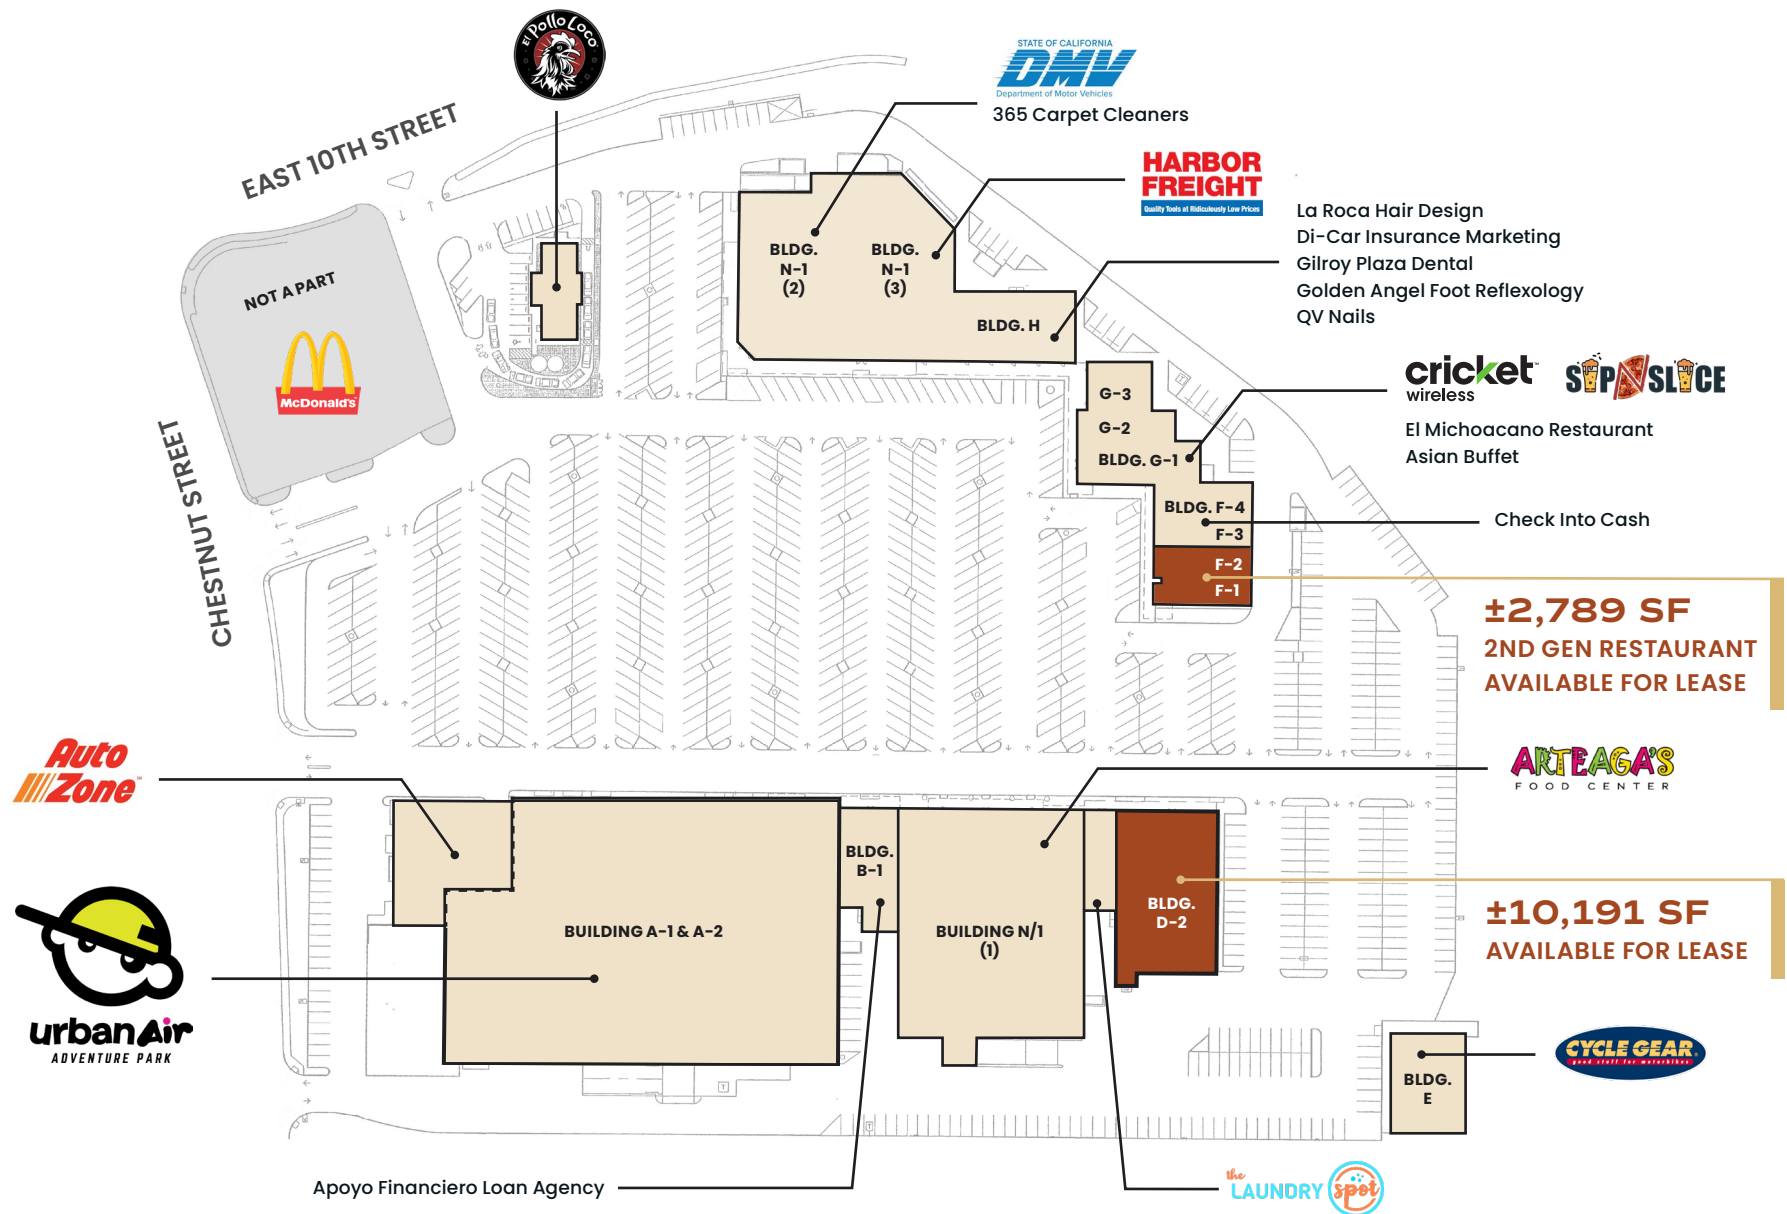 El Pollo Loco
STATE OF CALIFORNIA
DMV
Department of Motor Vehicles
365 Carpet Cleaners
EAST 10TH STREET
HARBOR
FREIGHT
Quality Tools at Ridiculously Low Prices
La Roca Hair Design
Di-Car Insurance Marketing
Gilroy Plaza Dental
Golden Angel Foot Reflexology
QV Nails
NOT A PART
McDonald's
BLDG.
N-1
(2)
BLDG.
N-1
(3)
BLDG. H
CHESTNUT STREET
cricket
wireless
SIP N SLICE
El Michoacano Restaurant
Asian Buffet
G-3
G-2
BLDG. G-1
BLDG. F-4
F-3
Check Into Cash
F-2
F-1
±2,789 SF
2ND GEN RESTAURANT
AVAILABLE FOR LEASE
Auto
Zone
ARTEAGA'S
FOOD CENTER
BLDG.
B-1
BUILDING A-1 & A-2
BUILDING N/1
(1)
BLDG.
D-2
±10,191 SF
AVAILABLE FOR LEASE
urbanAir
ADVENTURE PARK
BLDG.
E
CYCLE GEAR
good stuff for motorbikes
T
T
T
Apoyo Financiero Loan Agency
the
LAUNDRY spot